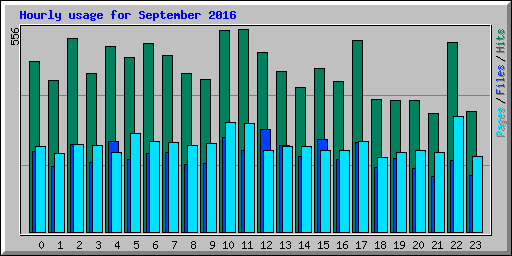 Hourly usage for September 2016
556
Pages / Files / Hits
0 1 2 3 4 5 6 7 8 9 10 11 12 13 14 15 16 17 18 19 20 21 22 23